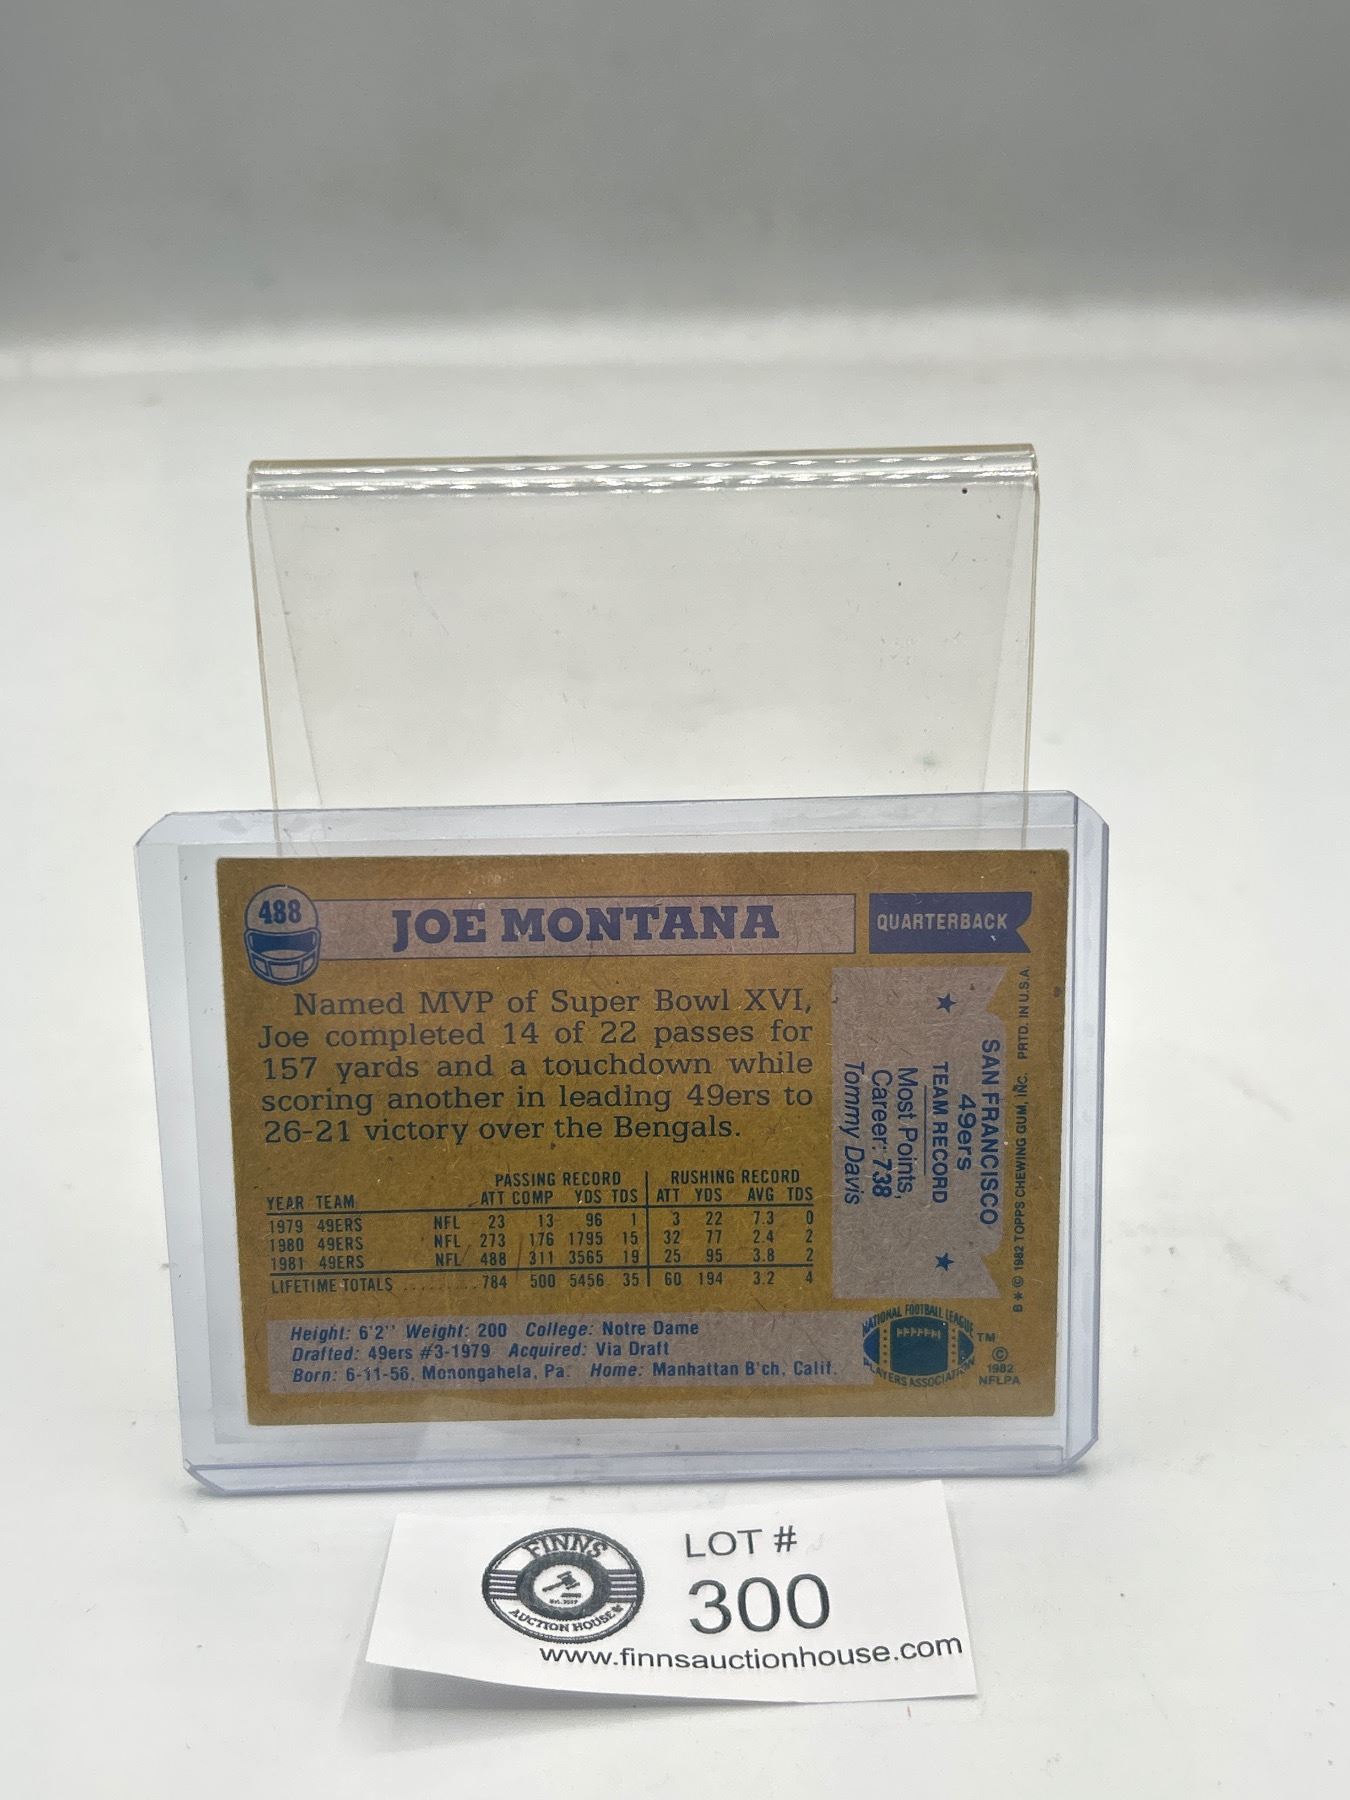 488
JOE MONTANA
QUARTERBACK
Named MVP of Super Bowl XVI,
Joe completed 14 of 22 passes for
157 yards and a touchdown while
scoring another in leading 49ers to
26-21 victory over the Bengals.
PASSING RECORD RUSHING RECORD
YEAR TEAM ATT COMP YDS TDS ATT YDS AVG TDS
1979 49ERS NFL 23 13 96 1 3 22 7.3 0
1980 49ERS NFL 273 176 1795 15 32 77 2.4 2
1981 49ERS NFL 488 311 3565 19 25 95 3.8 2
LIFETIME TOTALS ......... 784 500 5456 35 60 194 3.2 4
Height: 6'2" Weight: 200 College: Notre Dame
Drafted: 49ers #3-1979 Acquired: Via Draft
Born: 6-11-56, Monongahela, Pa. Home: Manhattan B'ch, Calif.
SAN FRANCISCO
49ers
★ TEAM RECORD ★
Most Points,
Career: 738
Tommy Davis
B * © 1982 TOPPS CHEWING GUM, INC. PRTD. IN U.S.A.
NATIONAL FOOTBALL LEAGUE
PLAYERS ASSOCIATION
TM
©
1982
NFLPA
FINNS
AUCTION HOUSE
LOT #
300
www.finnsauctionhouse.com